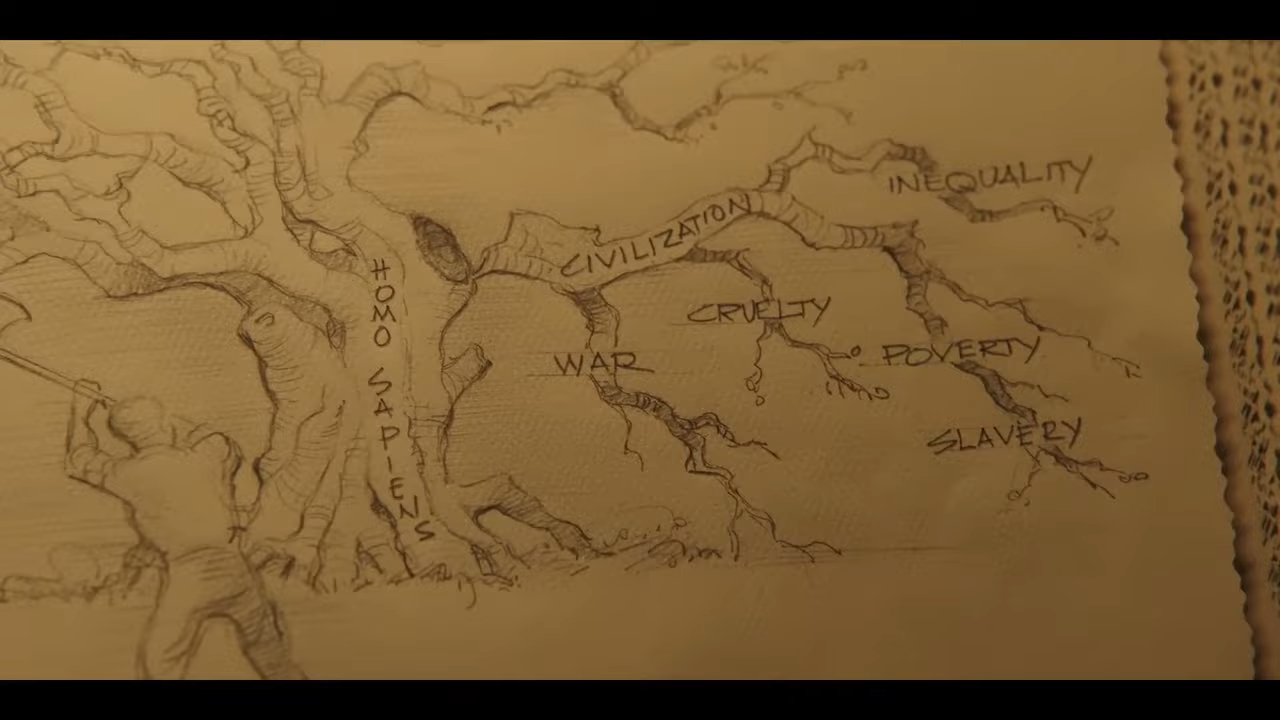 INEQUALITY
CIVILIZATION
HOMO SAPIENS
CRUELTY
WAR
POVERTY
SLAVERY